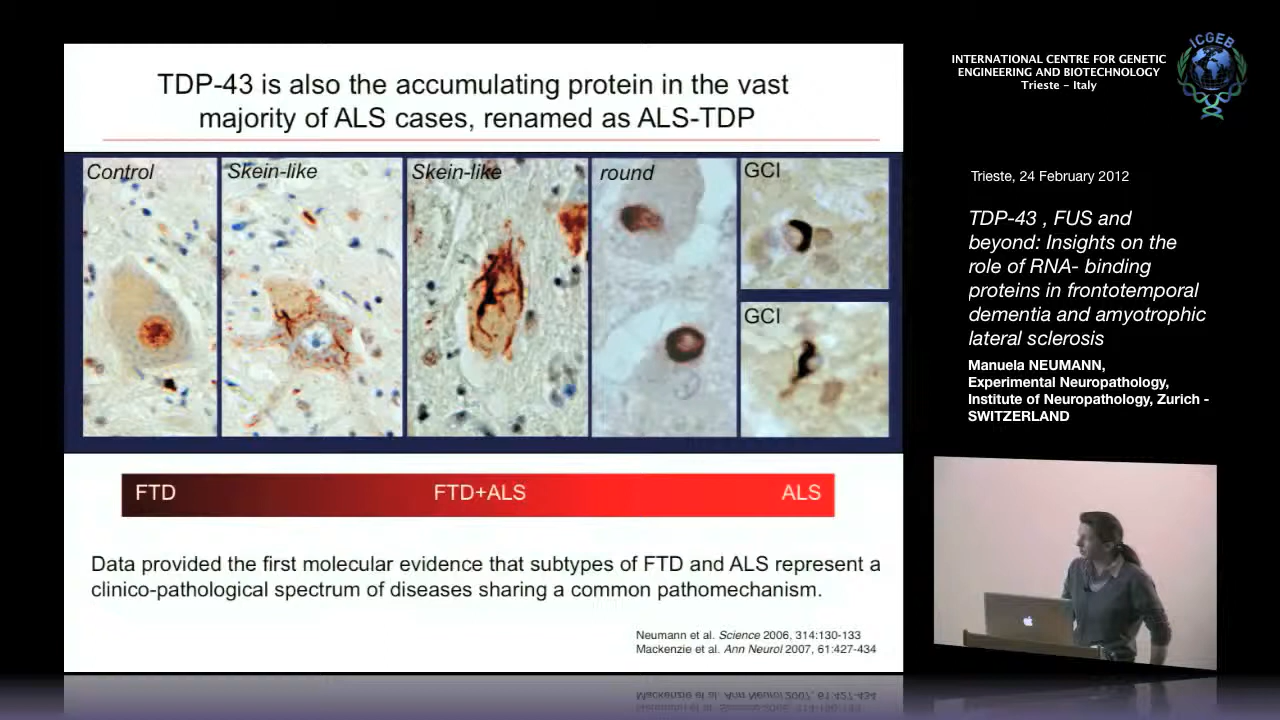 TDP-43 is also the accumulating protein in the vast
majority of ALS cases, renamed as ALS-TDP
Control
Skein-like
Skein-like
round
GCI
GCI
FTD
FTD+ALS
ALS
Data provided the first molecular evidence that subtypes of FTD and ALS represent a
clinico-pathological spectrum of diseases sharing a common pathomechanism.
Neumann et al. Science 2006, 314:130-133
Mackenzie et al. Ann Neurol 2007, 61:427-434
INTERNATIONAL CENTRE FOR GENETIC
ENGINEERING AND BIOTECHNOLOGY
Trieste - Italy
ICGEB
Trieste, 24 February 2012
TDP-43 , FUS and
beyond: Insights on the
role of RNA- binding
proteins in frontotemporal
dementia and amyotrophic
lateral sclerosis
Manuela NEUMANN,
Experimental Neuropathology,
Institute of Neuropathology, Zurich -
SWITZERLAND